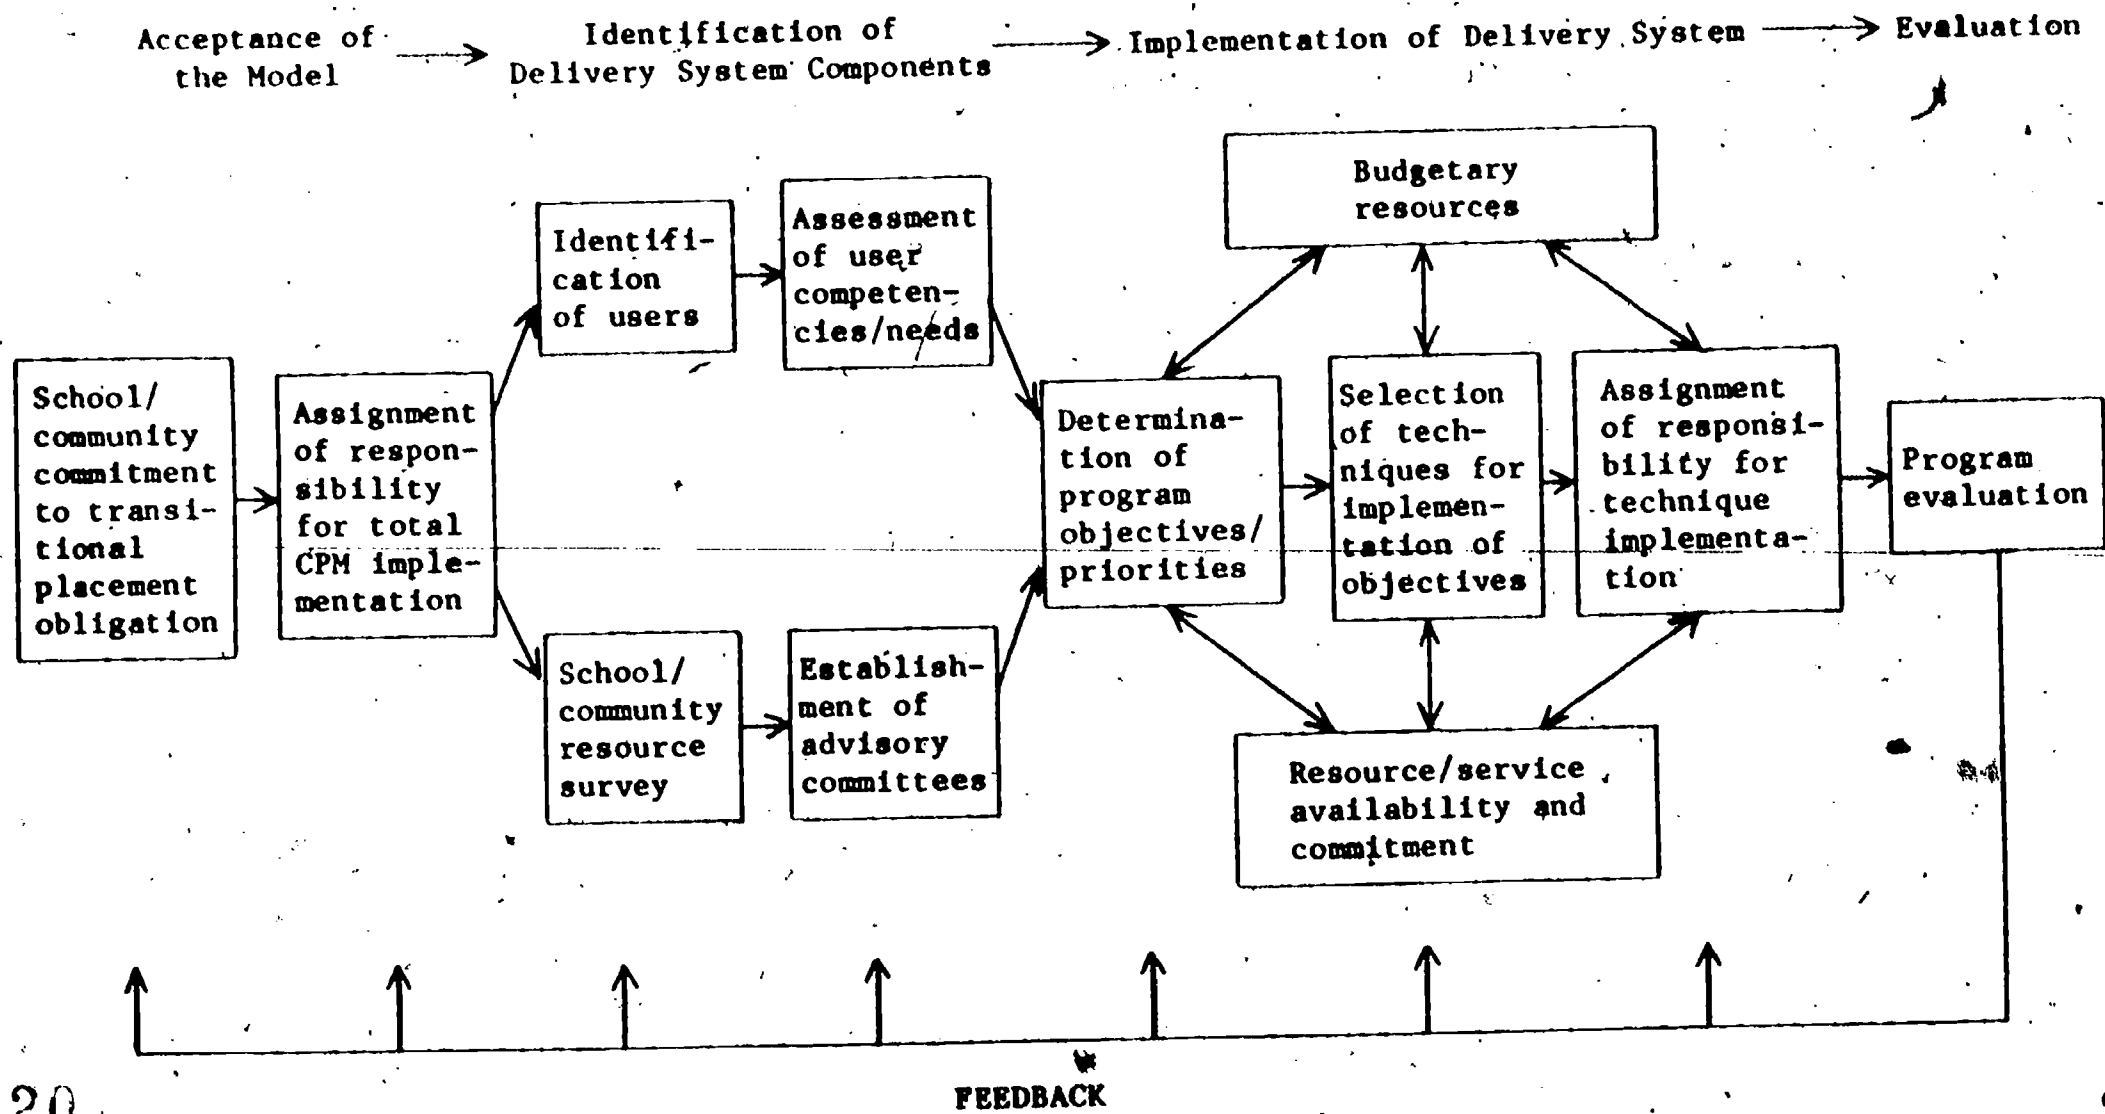 Acceptance of
the Model
Identification of
Delivery System Components
Implementation of Delivery System
Evaluation
School/
community
commitment
to transi-
tional
placement
obligation
Assignment
of respon-
sibility
for total
CPM imple-
mentation
Identifi-
cation
of users
Assessment
of user
competen-
cies/needs
School/
community
resource
survey
Establish-
ment of
advisory
committees
Determina-
tion of
program
objectives/
priorities
Budgetary
resources
Selection
of tech-
niques for
implemen-
tation of
objectives
Resource/service
availability and
commitment
Assignment
of responsi-
bility for
technique
implementa-
tion
Program
evaluation
FEEDBACK
20